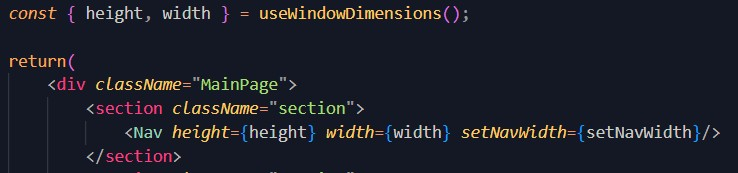 const { height, width } = useWindowDimensions();
return(
<div className="MainPage">
<section className="section">
<Nav height={height} width={width} setNavWidth={setNavWidth}/>
</section>